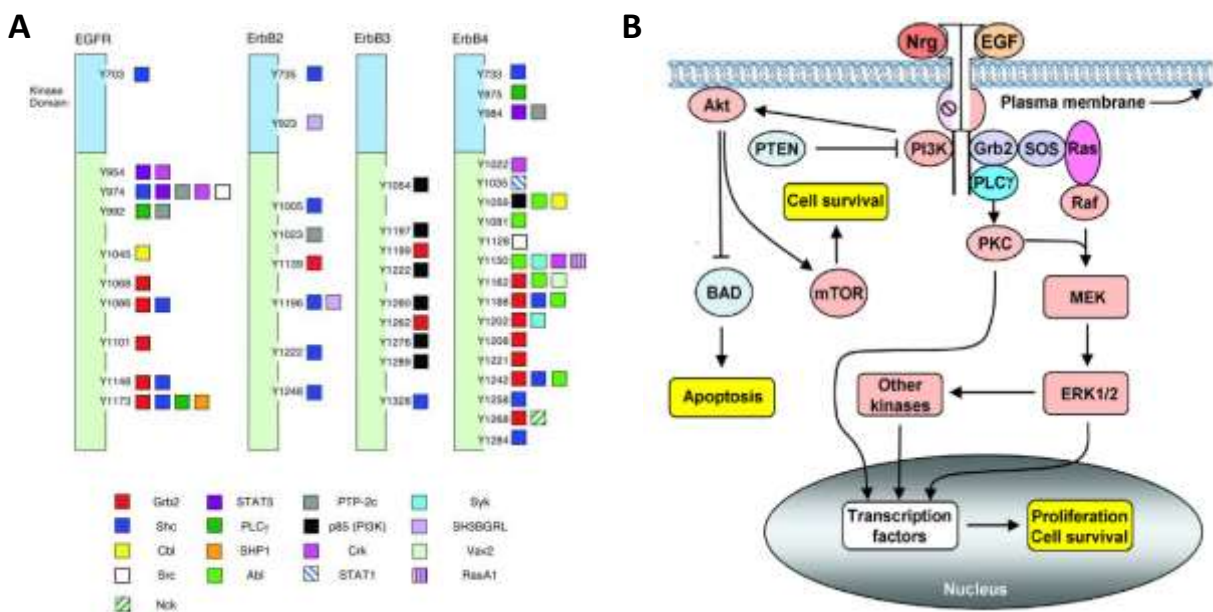 A
EGFR
ErbB2
ErbB3
ErbB4
Kinase
Domain
Y703
Y954
Y974
Y992
Y1045
Y1068
Y1086
Y1101
Y1148
Y1173
Y735
Y923
Y1005
Y1023
Y1139
Y1196
Y1222
Y1248
Y1054
Y1197
Y1199
Y1222
Y1260
Y1262
Y1276
Y1289
Y1328
Y733
Y975
Y984
Y1022
Y1035
Y1081
Y1128
Y1150
Y1162
Y1188
Y1202
Y1208
Y1221
Y1242
Y1258
Y1268
Y1284
Grb2
STAT5
PTP-2c
Syk
Shc
PLCγ
p85 (PI3K)
SH3BGRL
Cbl
SHP1
Crk
Vav2
Src
Abl
STAT1
RasA1
Nck
B
Nrg
EGF
Plasma membrane
Akt
PTEN
PI3K
Grb2
SOS
Ras
PLCγ
Raf
Cell survival
PKC
BAD
mTOR
MEK
Apoptosis
Other
kinases
ERK1/2
Transcription
factors
Proliferation
Cell survival
Nucleus